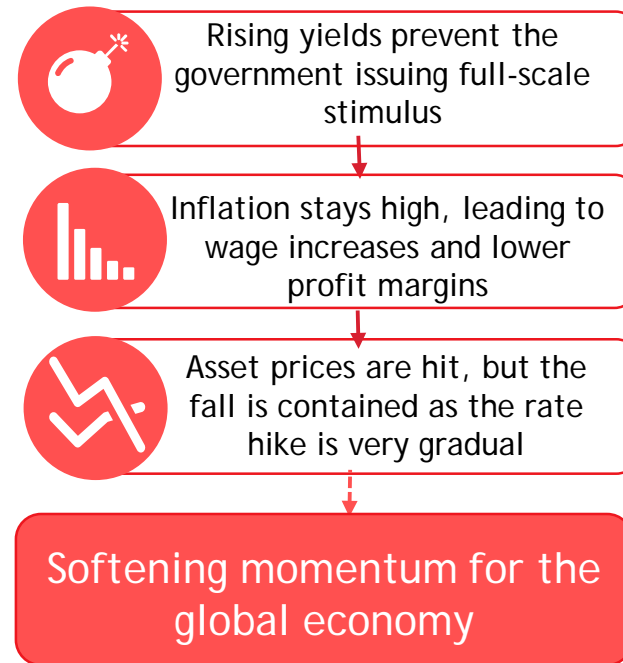 Rising yields prevent the
government issuing full-scale
stimulus
Inflation stays high, leading to
wage increases and lower
profit margins
Asset prices are hit, but the
fall is contained as the rate
hike is very gradual
Softening momentum for the
global economy